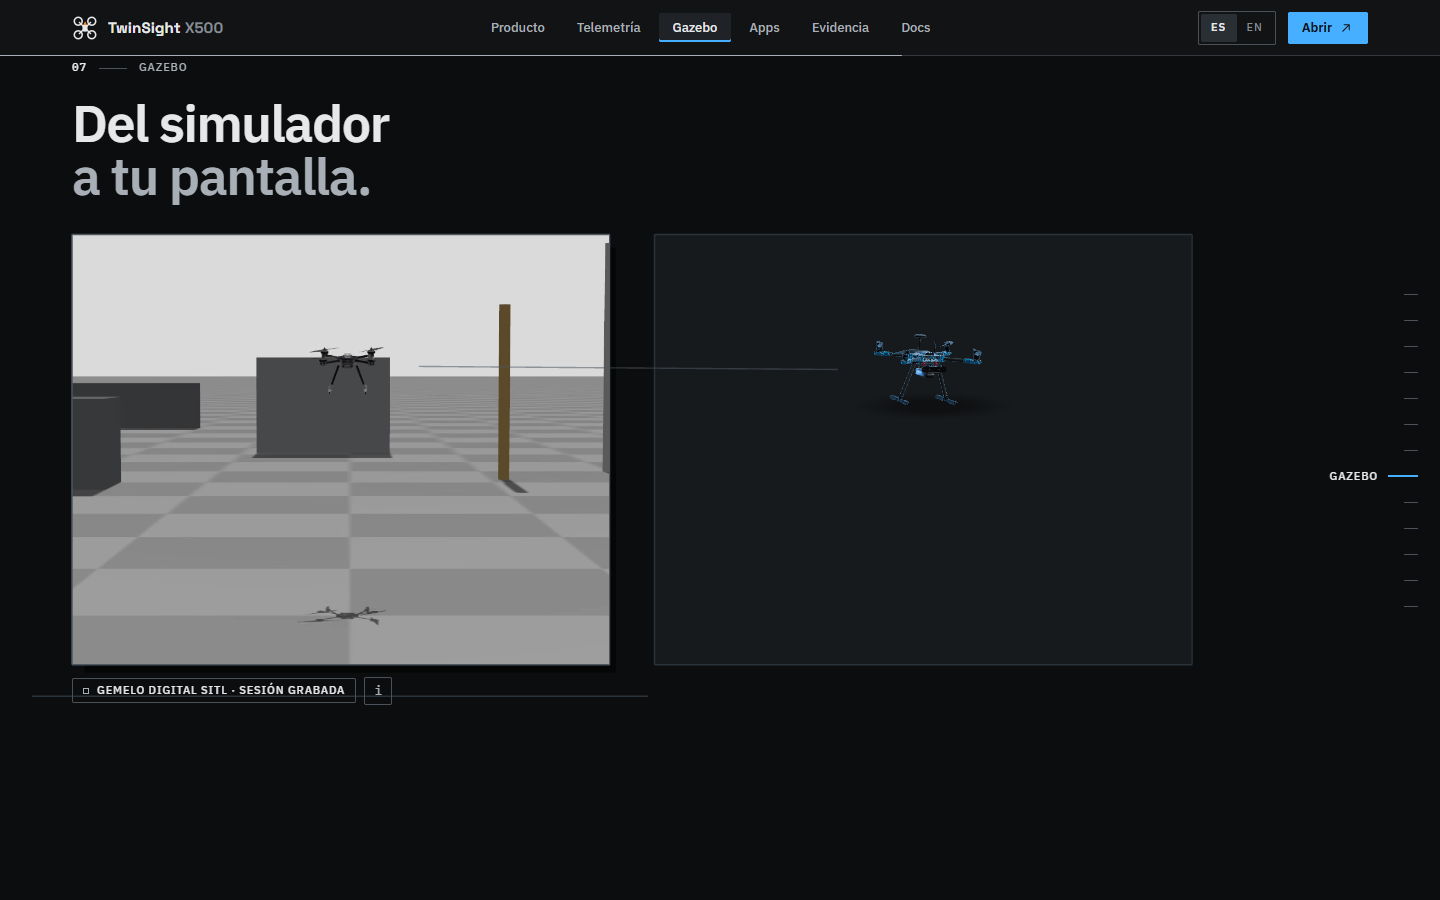 TwinSight X500
Producto
Telemetría
Gazebo
Apps
Evidencia
Docs
ES
EN
Abrir
07
GAZEBO
Del simulador
a tu pantalla.
GAZEBO
GEMELO DIGITAL SITL · SESIÓN GRABADA
i